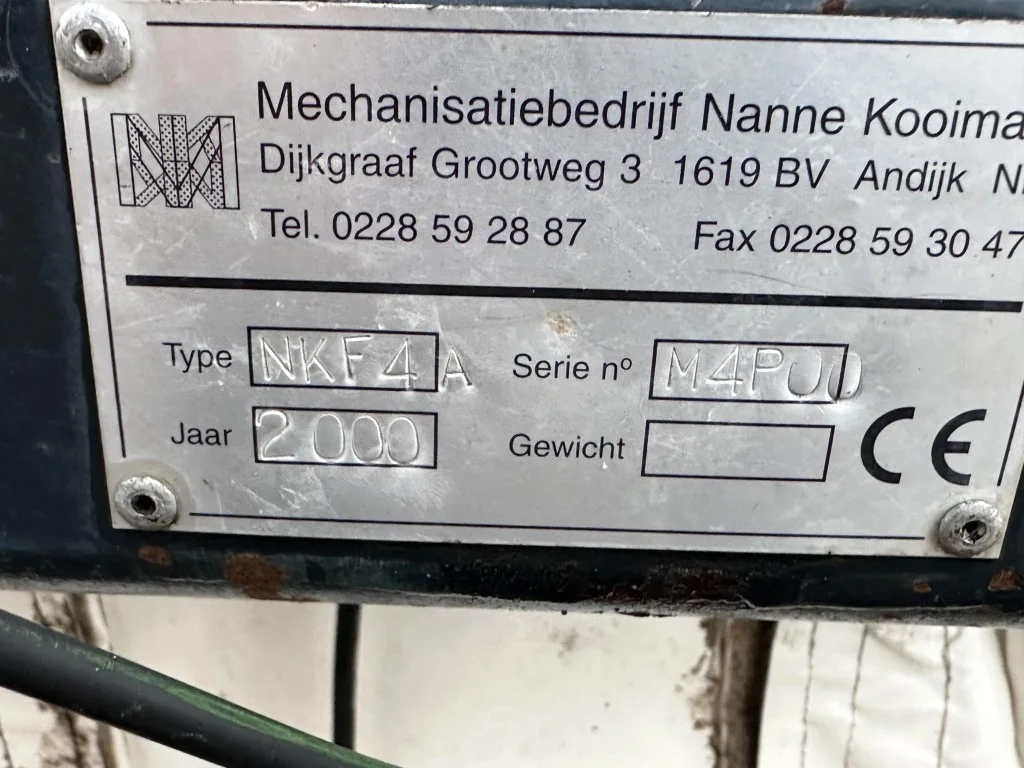 Mechanisatiebedrijf Nanne Kooima
Dijkgraaf Grootweg 3 1619 BV Andijk N
Tel. 0228 59 28 87 Fax 0228 59 30 47
Type NKF4A Serie nº M4P00
Jaar 2000 Gewicht CE